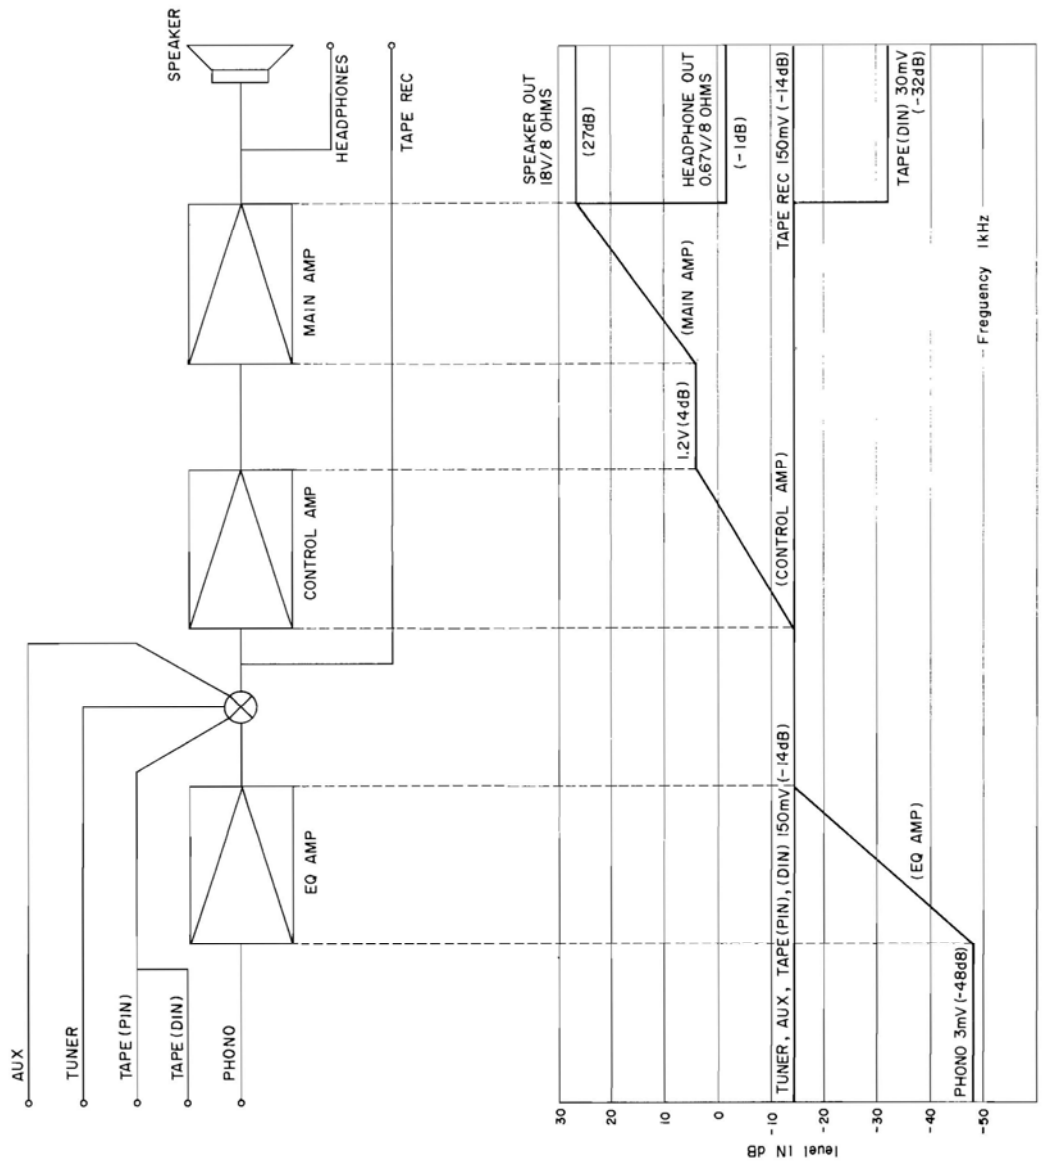 AUX
TUNER
TAPE (PIN)
TAPE (DIN)
PHONO
EQ AMP
CONTROL AMP
MAIN AMP
SPEAKER
HEADPHONES
TAPE REC
SPEAKER OUT
18V/8 OHMS
(27dB)
HEADPHONE OUT
0.67V/8 OHMS
(-1dB)
TAPE REC 150mV (-14dB)
TAPE (DIN) 30mV
(-32dB)
(MAIN AMP)
1.2V (4dB)
(CONTROL AMP)
TUNER, AUX, TAPE (PIN), (DIN) 150mV (-14dB)
(EQ AMP)
PHONO 3mV (-48dB)
Freguency 1kHz
30
20
10
0
-10
-20
-30
-40
-50
level IN dB